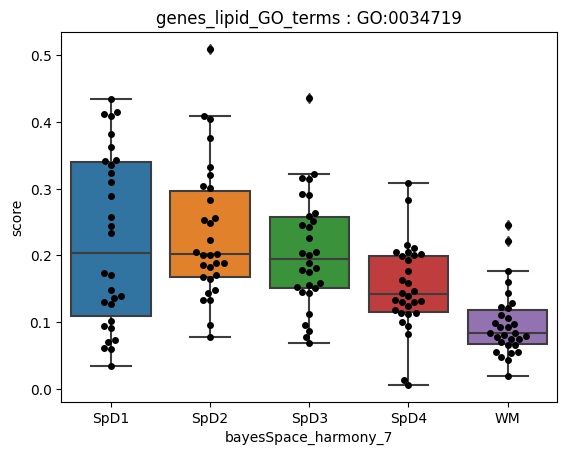 genes_lipid_GO_terms : GO:0034719
0.5
0.4
0.3
0.2
0.1
0.0
score
SpD1 SpD2 SpD3 SpD4 WM
bayesSpace_harmony_7